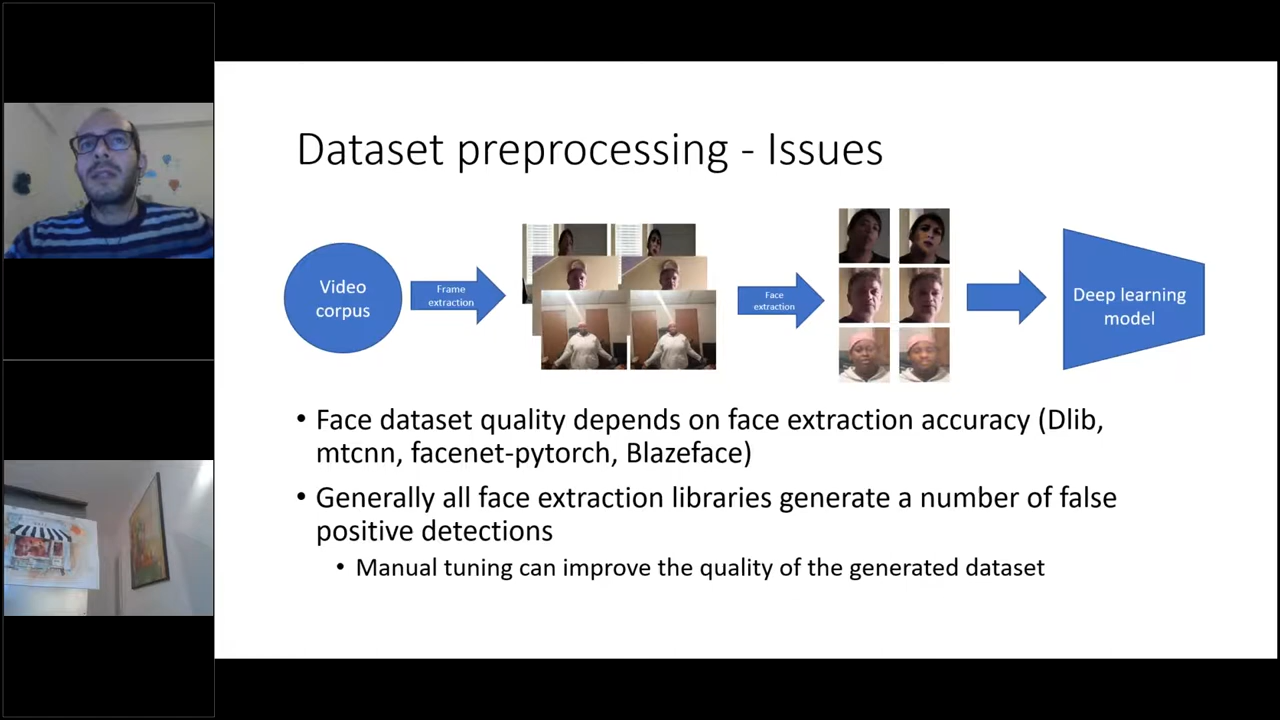 Dataset preprocessing - Issues
Video
corpus
Frame
extraction
Face
extraction
Deep learning
model
• Face dataset quality depends on face extraction accuracy (Dlib,
mtcnn, facenet-pytorch, Blazeface)
• Generally all face extraction libraries generate a number of false
positive detections
• Manual tuning can improve the quality of the generated dataset